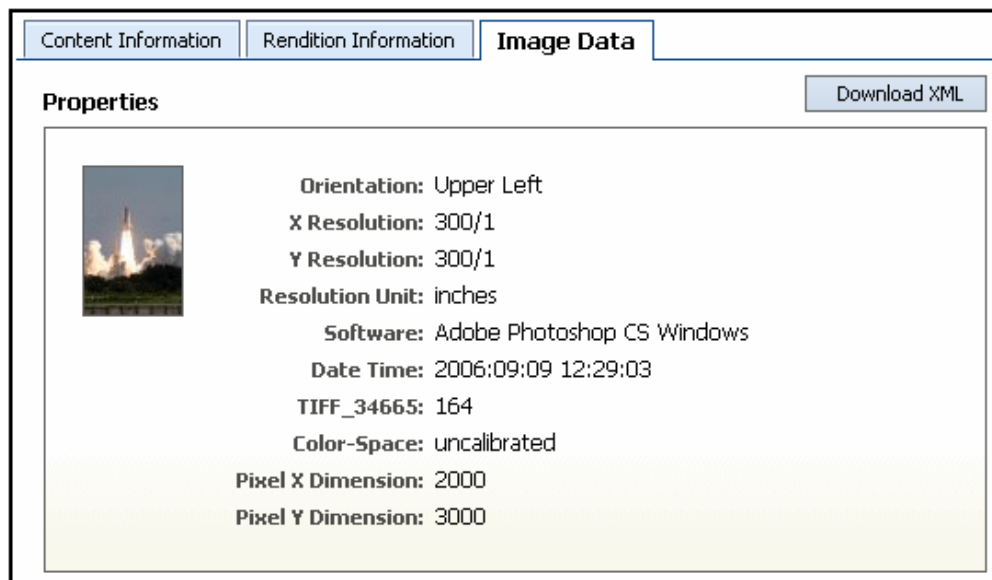 Content Information Rendition Information Image Data
Properties Download XML
Orientation: Upper Left
X Resolution: 300/1
Y Resolution: 300/1
Resolution Unit: inches
Software: Adobe Photoshop CS Windows
Date Time: 2006:09:09 12:29:03
TIFF_34665: 164
Color-Space: uncalibrated
Pixel X Dimension: 2000
Pixel Y Dimension: 3000